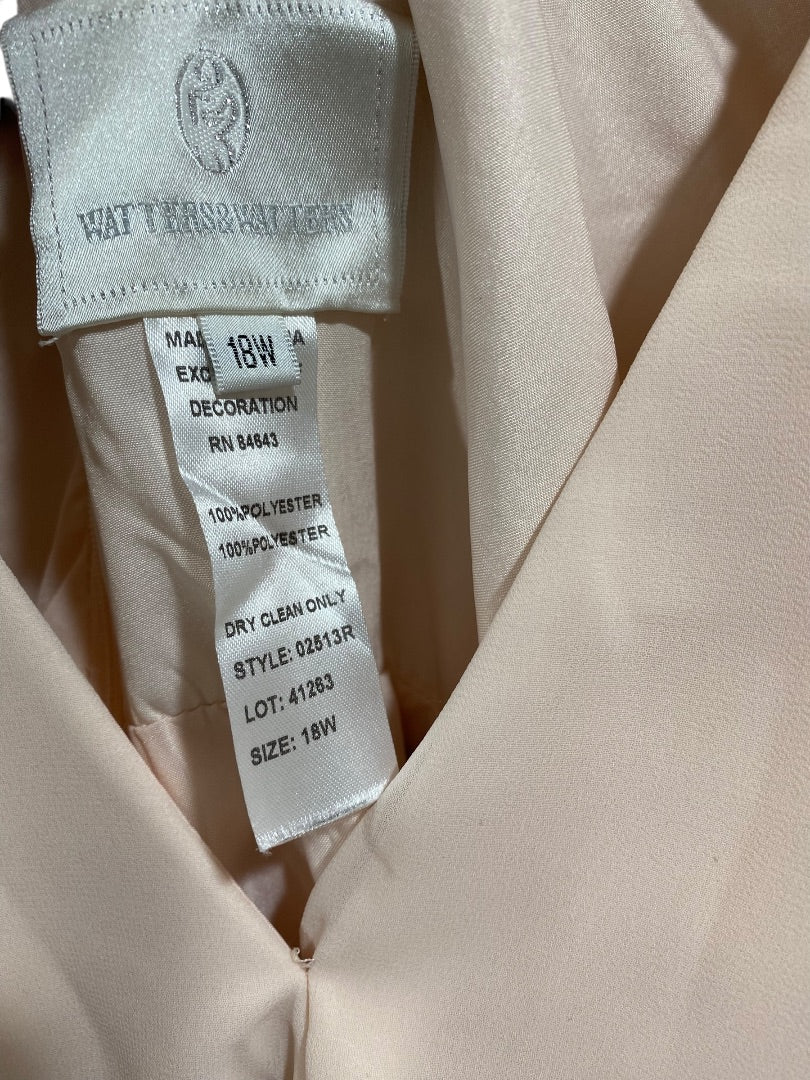 WATTERS&WATTERS
18W
DECORATION
RN 84643
100%POLYESTER
100%POLYESTER
DRY CLEAN ONLY
STYLE: 02513R
LOT: 41263
SIZE: 18W